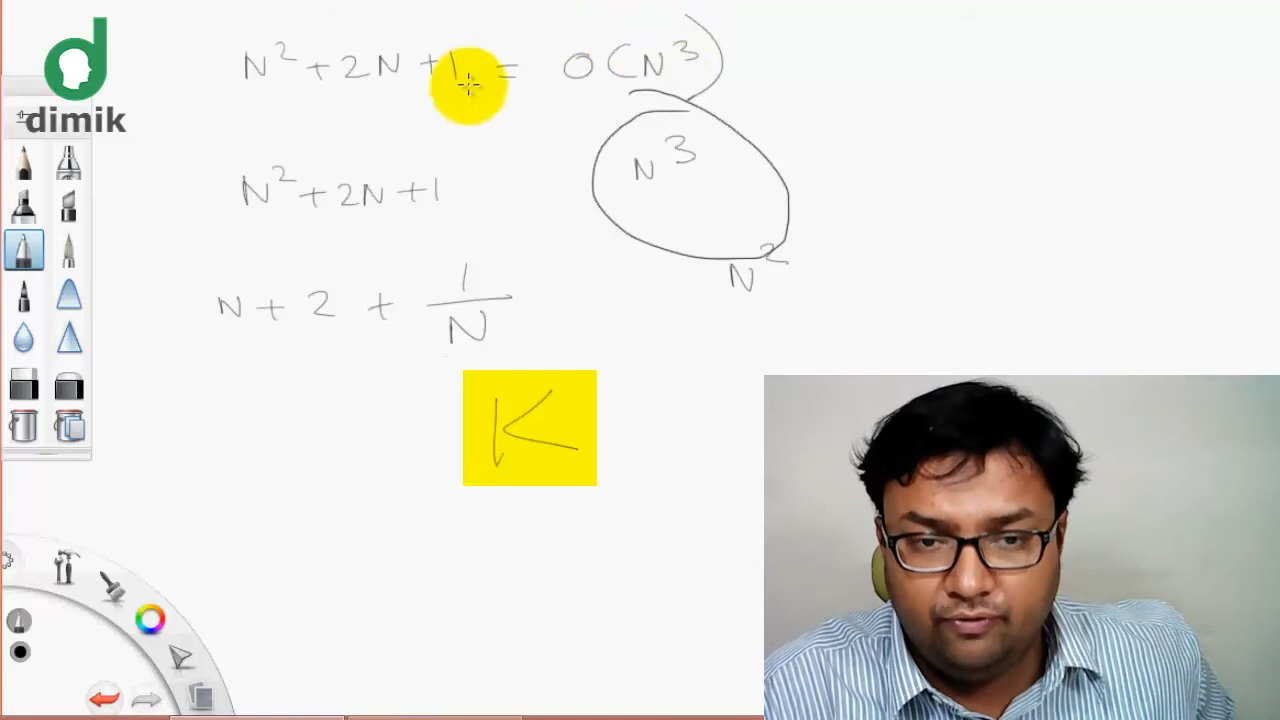 dimik
N² + 2N + 1 = O(N³)
N³
N² + 2N + 1
N²
N + 2 + 1/N
K